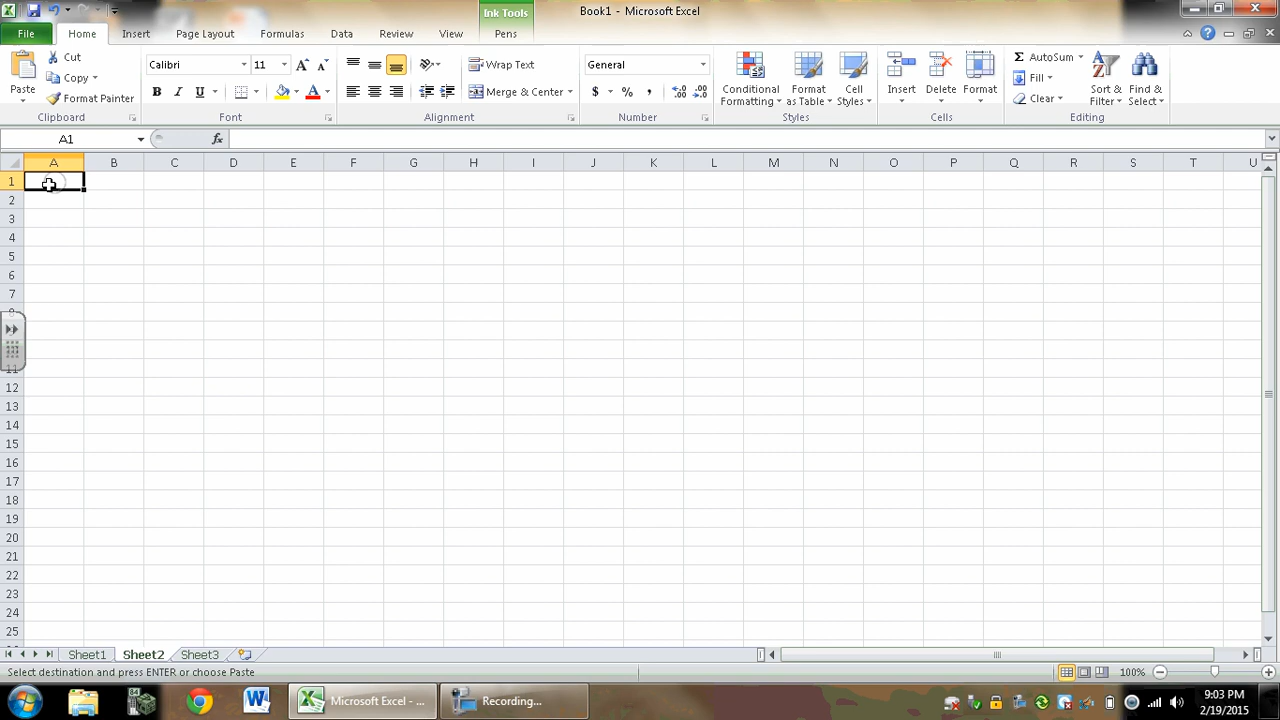 Ink Tools
Book1 - Microsoft Excel
File Home Insert Page Layout Formulas Data Review View Pens
Paste
Cut
Copy
Format Painter
Clipboard
Calibri 11
B I U
A A A
Font
Wrap Text
Merge & Center
Alignment
General
$ % ,
.00 .0
Number
Conditional Formatting
Format as Table
Cell Styles
Styles
Insert
Delete
Format
Cells
Σ AutoSum
Fill
Clear
Sort & Filter
Find & Select
Editing
A1
fx
A B C D E F G H I J K L M N O P Q R S T U
1
2
3
4
5
6
7
11
12
13
14
15
16
17
18
19
20
21
22
23
24
25
Sheet1 Sheet2 Sheet3
Select destination and press ENTER or choose Paste
100%
Microsoft Excel - ...
Recording...
9:03 PM
2/19/2015